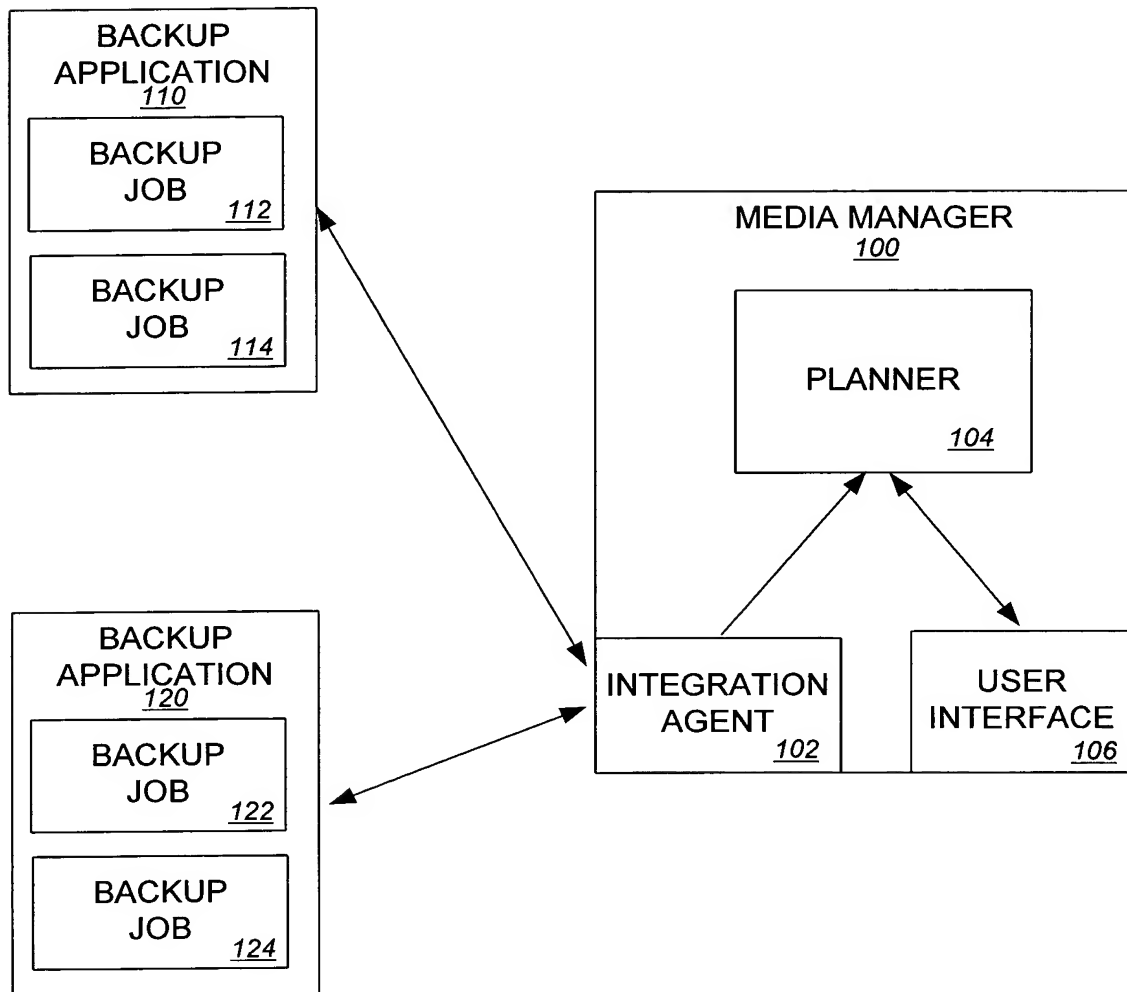 BACKUP
APPLICATION
110
BACKUP
JOB
112
BACKUP
JOB
114
MEDIA MANAGER
100
PLANNER
104
INTEGRATION
AGENT
102
USER
INTERFACE
106
BACKUP
APPLICATION
120
BACKUP
JOB
122
BACKUP
JOB
124